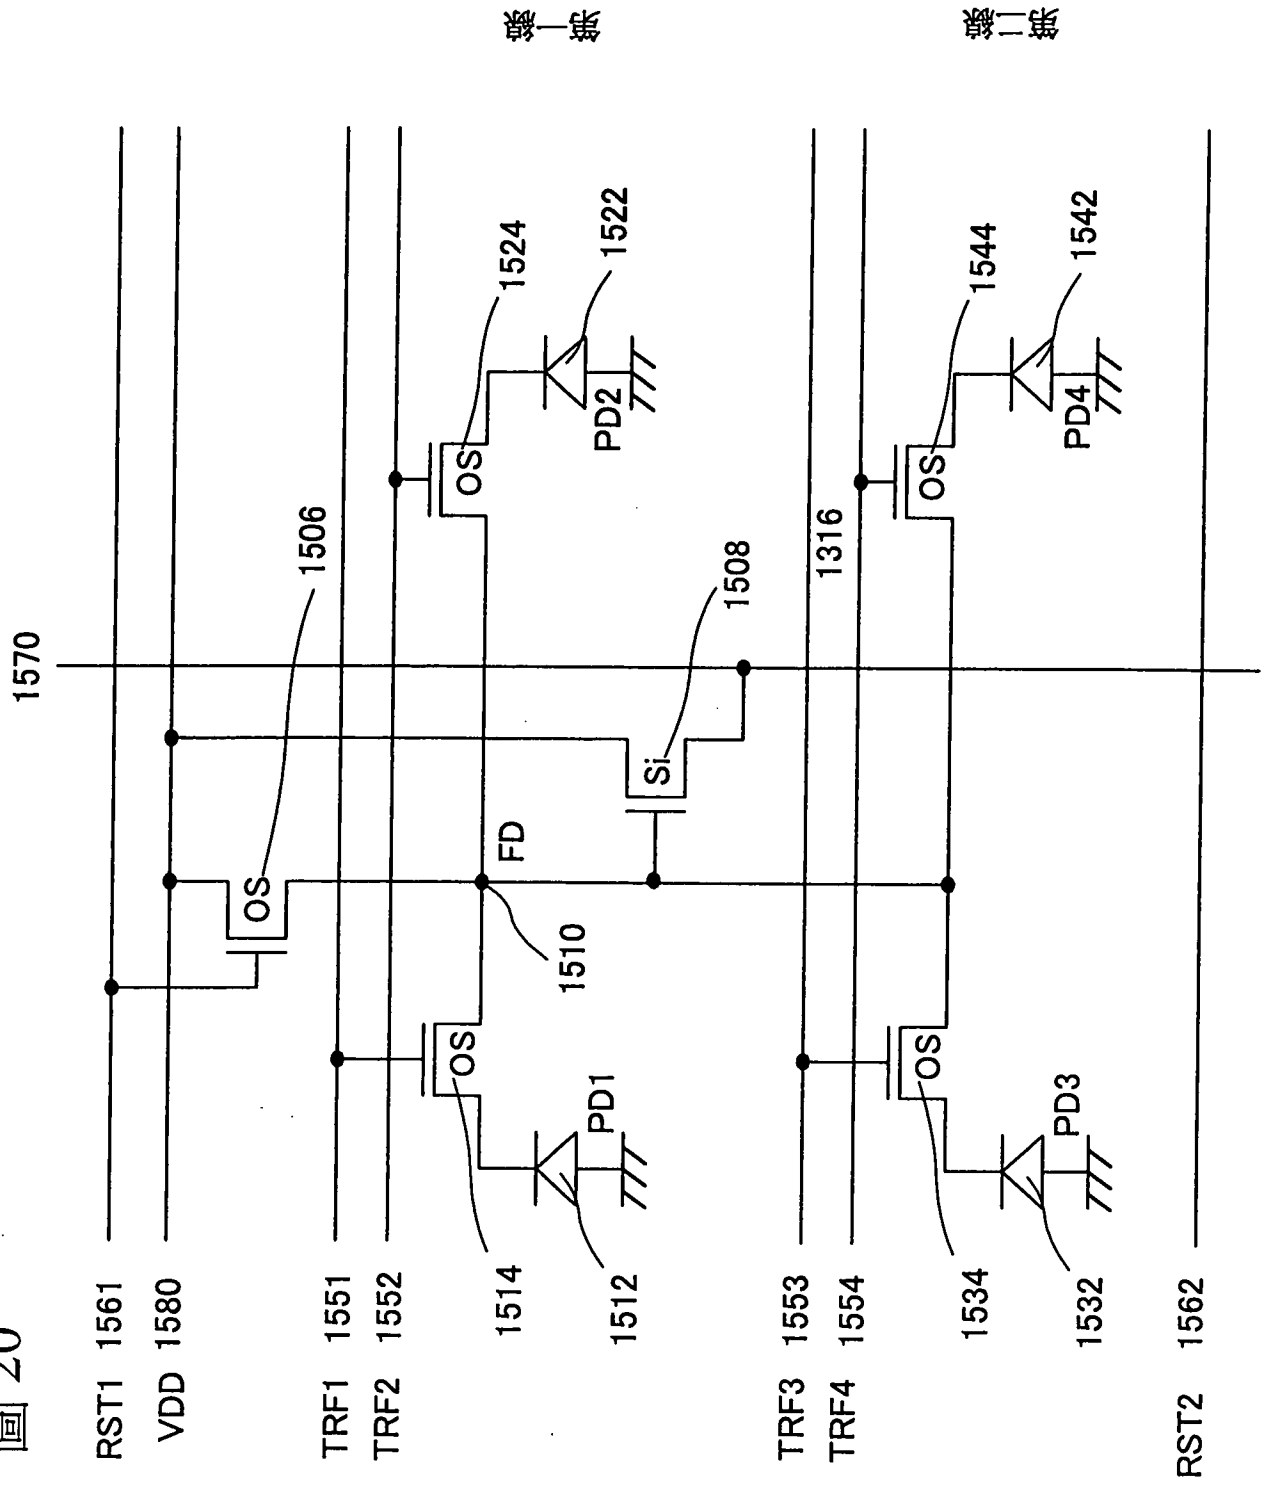 圖 20
1570
第一線
第二線
RST1 1561
VDD 1580
TRF1 1551
TRF2 1552
TRF3 1553
TRF4 1554
RST2 1562
OS
1506
OS
1514
PD1
1512
FD
1510
OS
1524
PD2
1522
Si
1508
1316
OS
1534
PD3
1532
OS
1544
PD4
1542